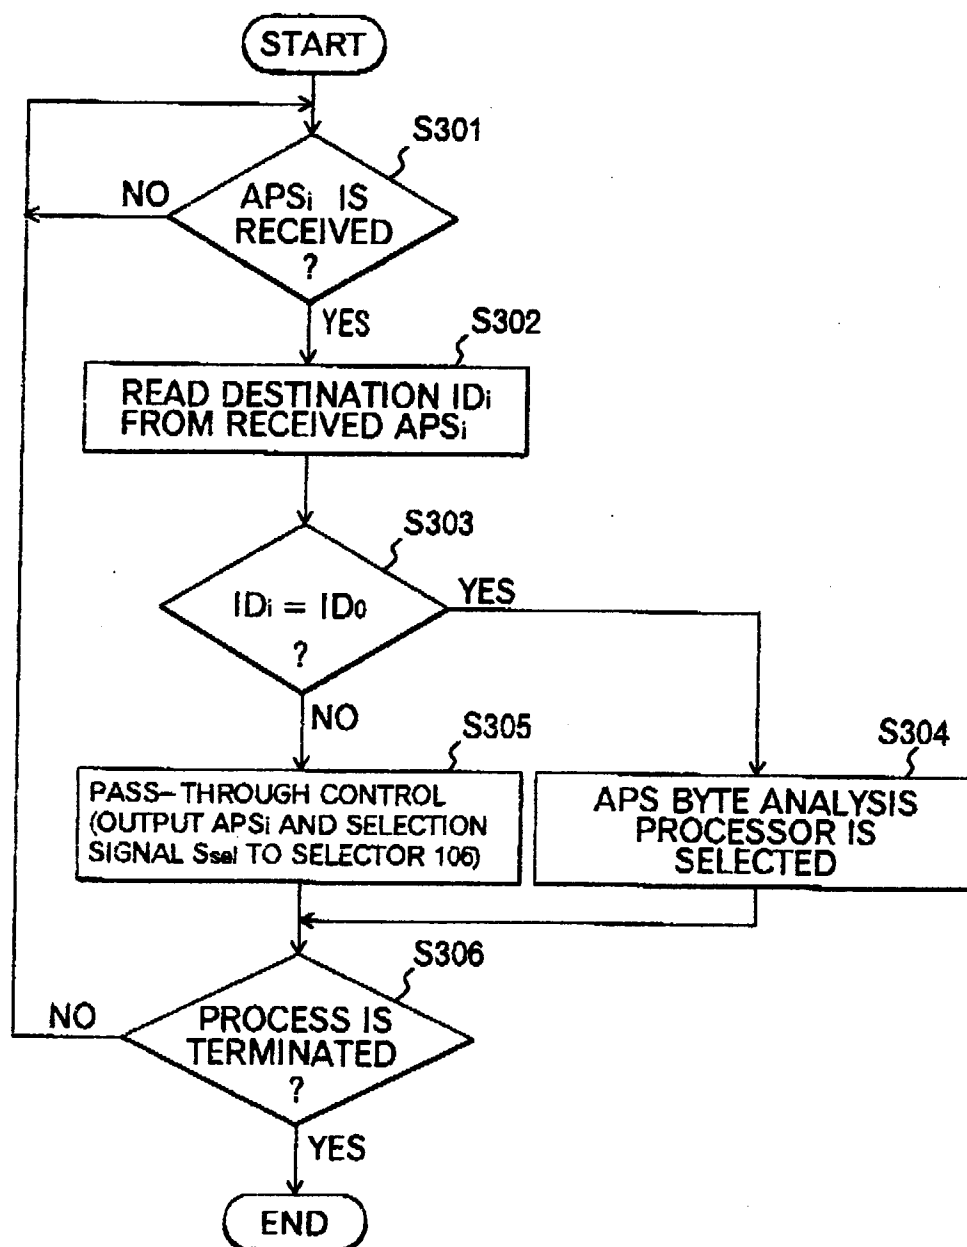 START
S301
NO
APSi IS
RECEIVED
?
YES
S302
READ DESTINATION IDi
FROM RECEIVED APSi
S303
IDi = ID0
?
YES
NO
S305
PASS-THROUGH CONTROL
(OUTPUT APSi AND SELECTION
SIGNAL Ssel TO SELECTOR 106)
S304
APS BYTE ANALYSIS
PROCESSOR IS
SELECTED
S306
NO
PROCESS IS
TERMINATED
?
YES
END